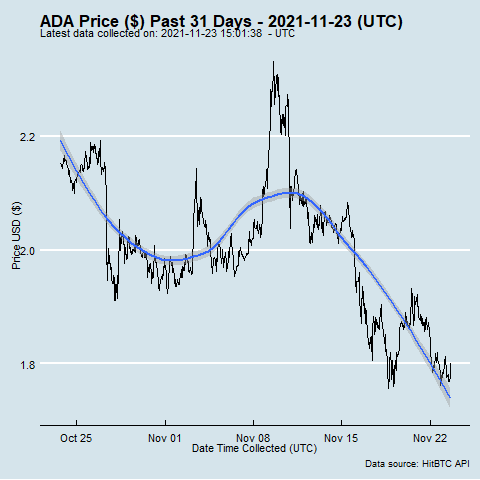 ADA Price ($) Past 31 Days - 2021-11-23 (UTC)
Latest data collected on: 2021-11-23 15:01:38 - UTC
2.2
2.0
1.8
Price USD ($)
Oct 25
Nov 01
Nov 08
Nov 15
Nov 22
Date Time Collected (UTC)
Data source: HitBTC API